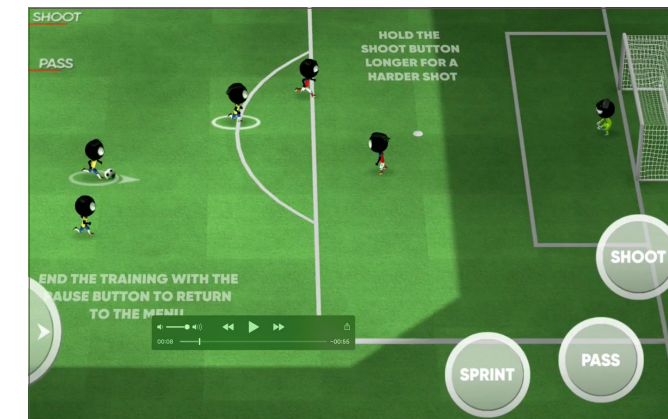 SHOOT
PASS
HOLD THE
SHOOT BUTTON
LONGER FOR A
HARDER SHOT
END THE TRAINING WITH THE
PAUSE BUTTON TO RETURN
TO THE MENU
00:08
-00:56
SHOOT
PASS
SPRINT